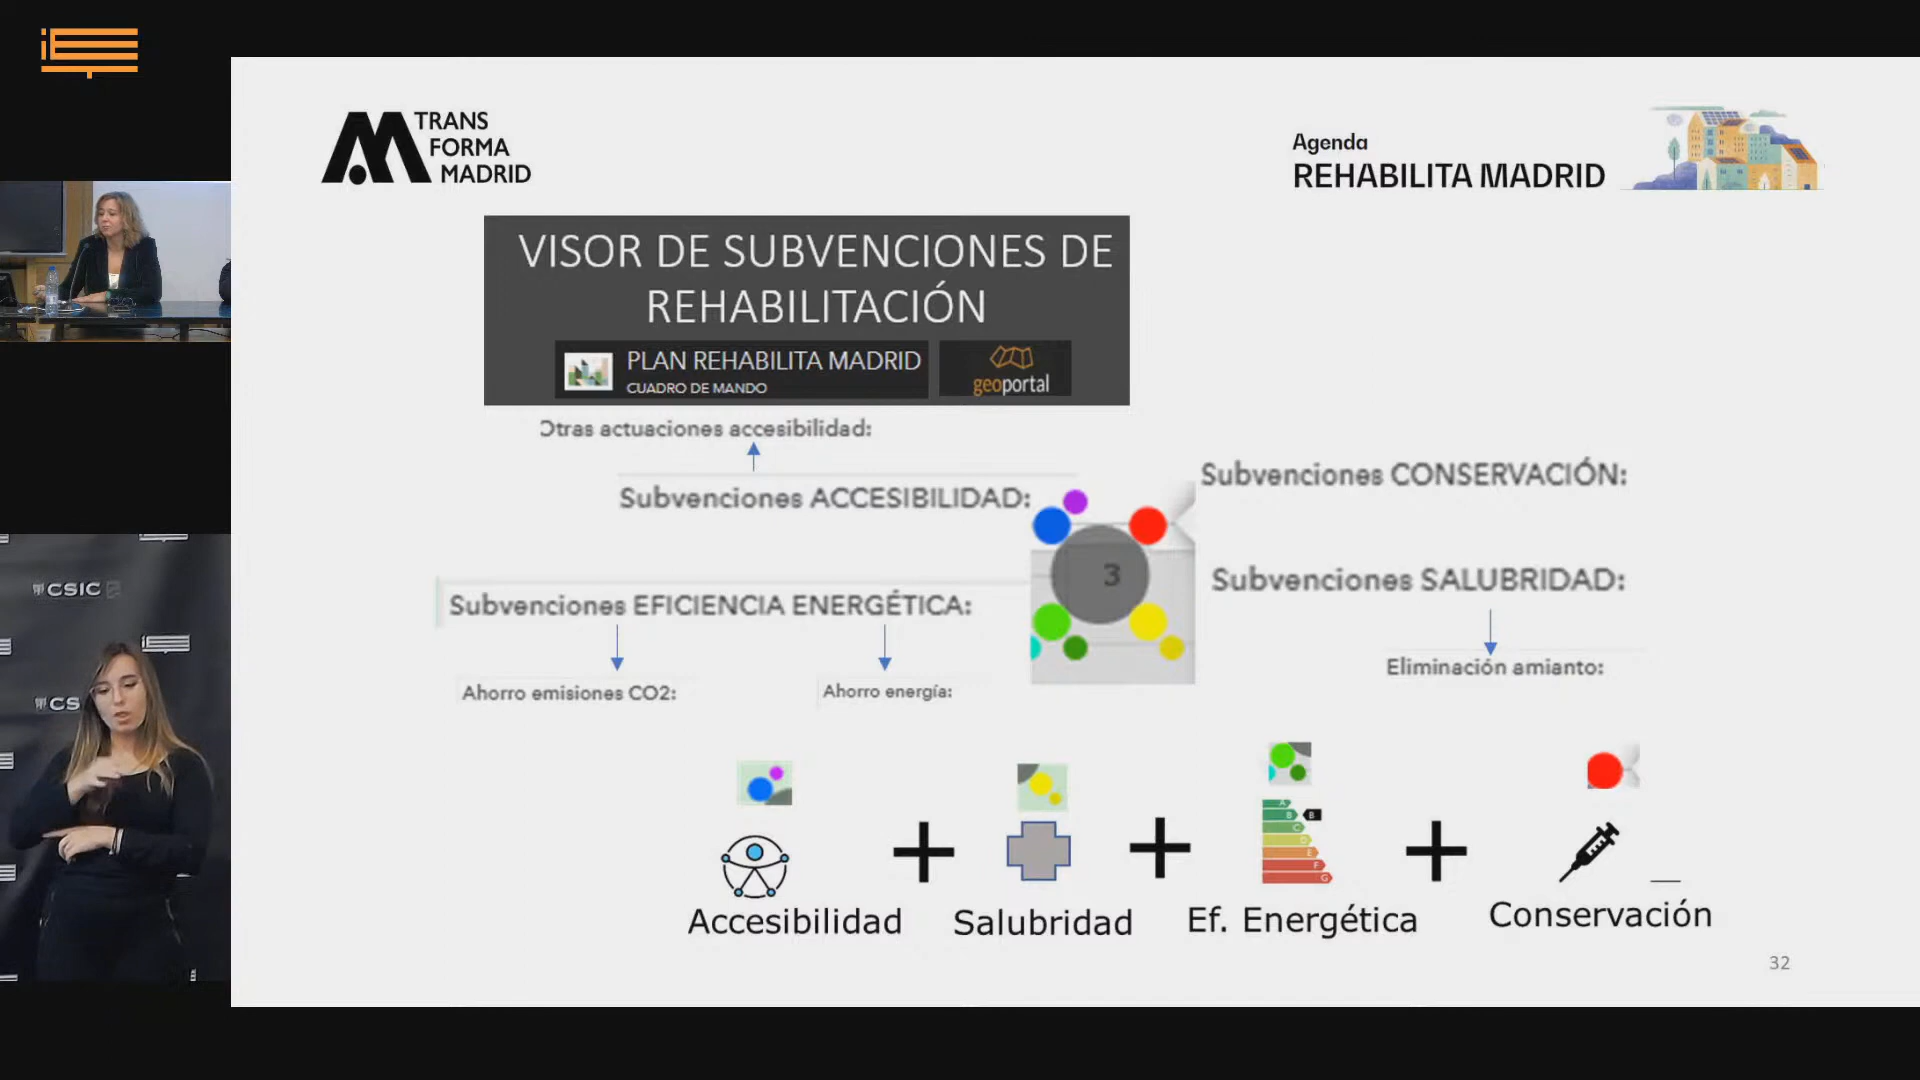 TRANS
FORMA
MADRID
Agenda
REHABILITA MADRID
VISOR DE SUBVENCIONES DE
REHABILITACIÓN
PLAN REHABILITA MADRID
CUADRO DE MANDO
geoportal
Otras actuaciones accesibilidad:
Subvenciones ACCESIBILIDAD:
Subvenciones CONSERVACIÓN:
3
Subvenciones EFICIENCIA ENERGÉTICA:
Subvenciones SALUBRIDAD:
Ahorro emisiones CO2:
Ahorro energía:
Eliminación amianto:
A
B
B
C
D
E
F
G
Accesibilidad
Salubridad
Ef. Energética
Conservación
32
CSIC
CS